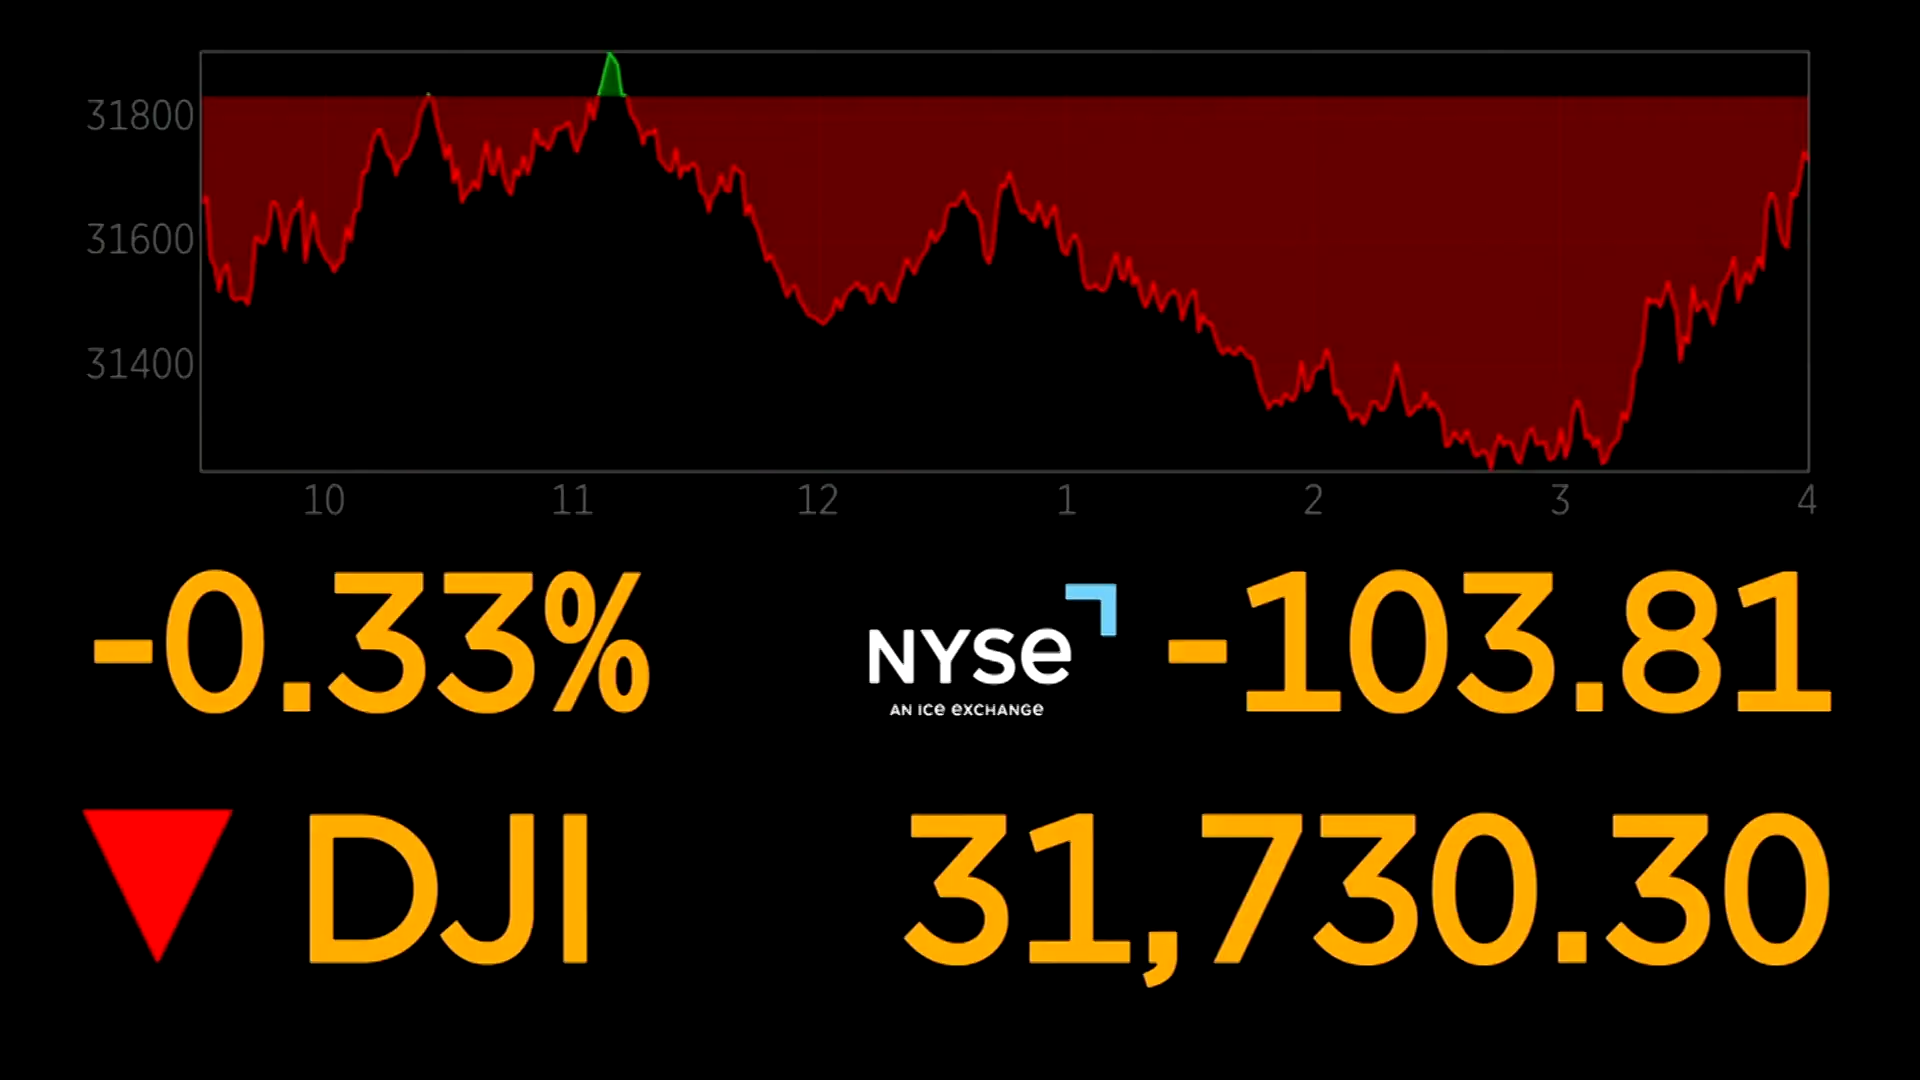 31800
31600
31400
10 11 12 1 2 3 4
-0.33% NYSE -103.81
AN ICE EXCHANGE
DJI 31,730.30